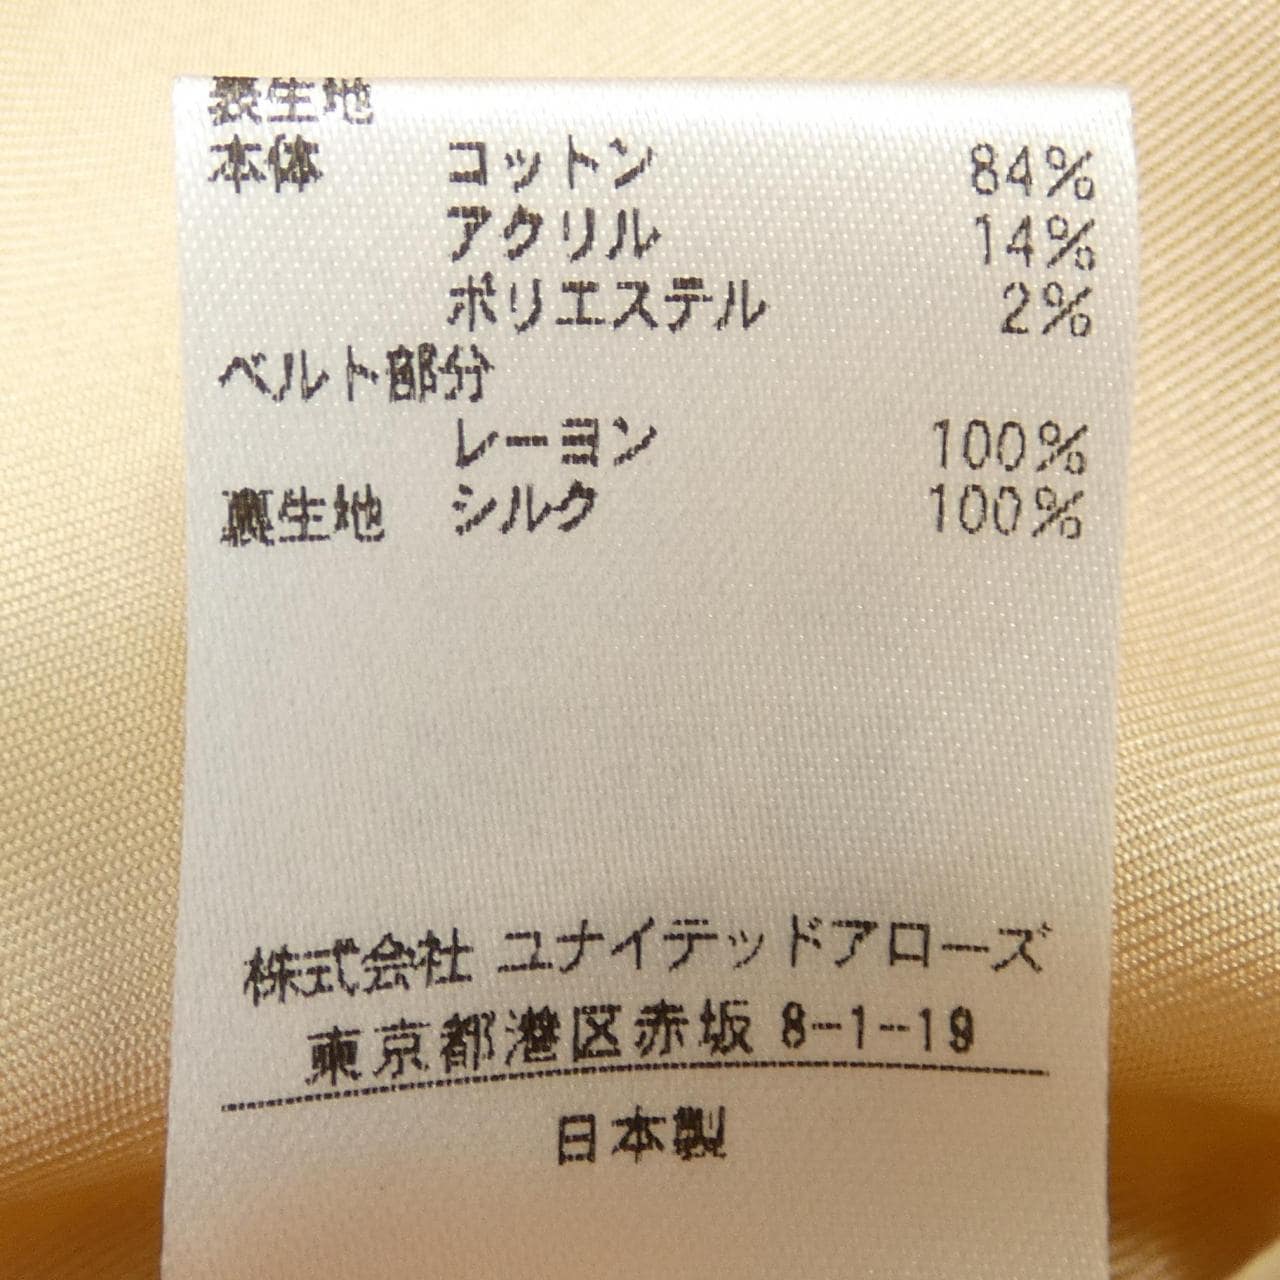 表生地
本体 コットン 84%
アクリル 14%
ポリエステル 2%
ベルト部分
レーヨン 100%
裏生地 シルク 100%
株式会社 ユナイテッドアローズ
東京都港区赤坂 8-1-19
日本製